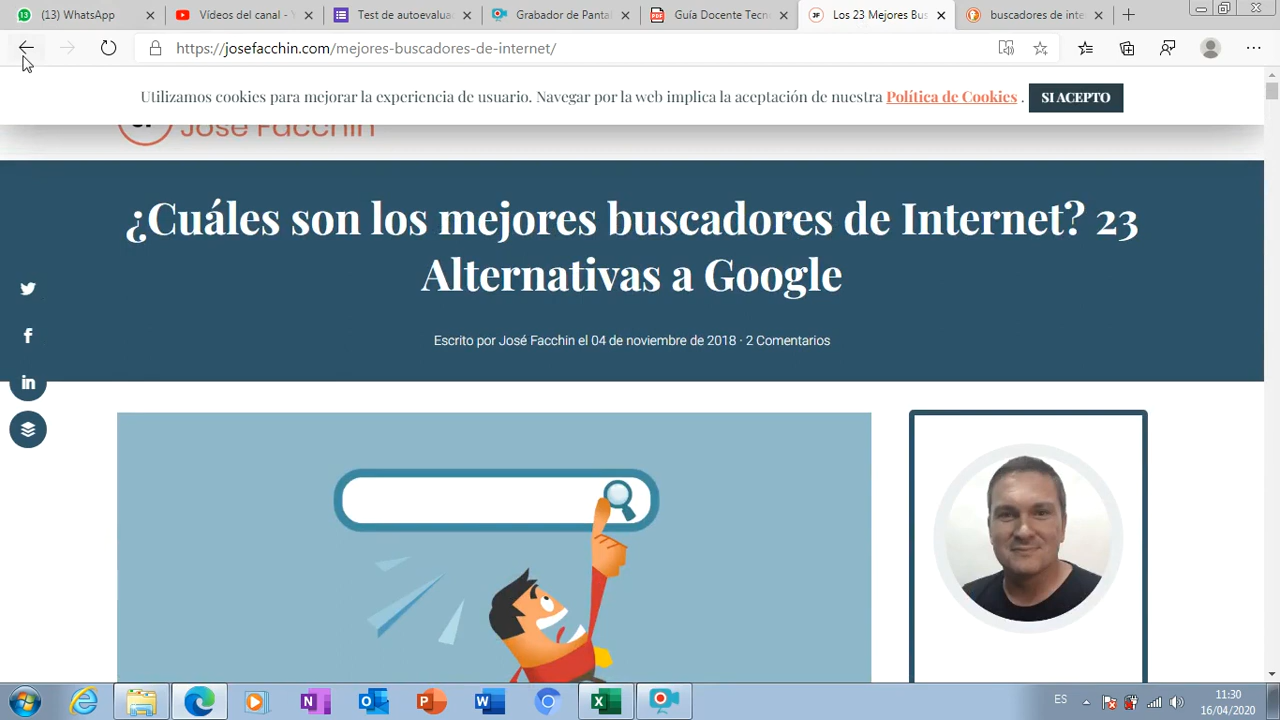 (13) WhatsApp
Vídeos del canal - Y
Test de autoevalua
Grabador de Pantal
Guía Docente Tecn
Los 23 Mejores Bus
buscadores de inte
https://josefacchin.com/mejores-buscadores-de-internet/
Utilizamos cookies para mejorar la experiencia de usuario. Navegar por la web implica la aceptación de nuestra Política de Cookies .
SI ACEPTO
José Facchin
¿Cuáles son los mejores buscadores de Internet? 23
Alternativas a Google
Escrito por José Facchin el 04 de noviembre de 2018 · 2 Comentarios
ES
11:30
16/04/2020